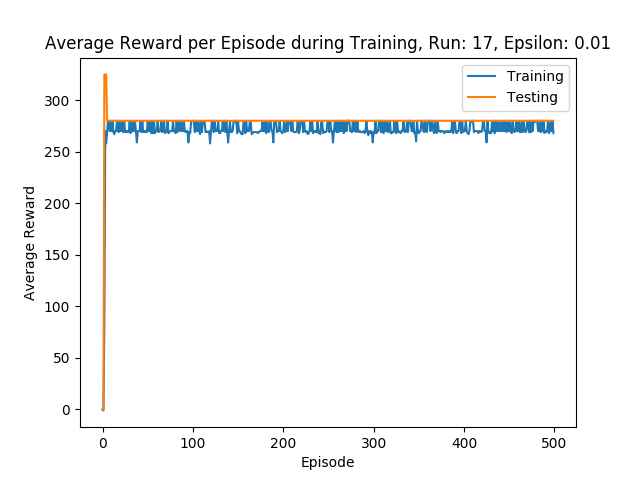 Average Reward per Episode during Training, Run: 17, Epsilon: 0.01
Training
Testing
300
250
200
150
100
50
0
Average Reward
0 100 200 300 400 500
Episode